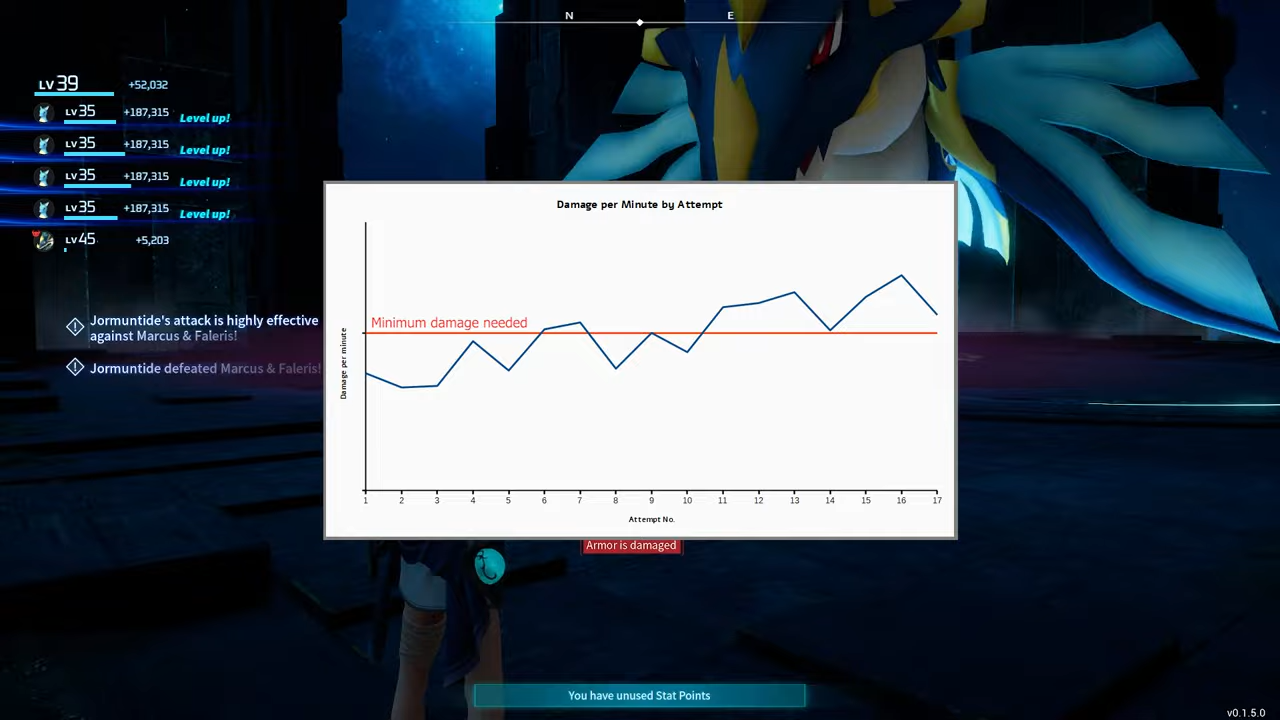 N
E
LV 39 +52,032
LV 35 +187,315 Level up!
LV 35 +187,315 Level up!
LV 35 +187,315 Level up!
LV 35 +187,315 Level up!
LV 45 +5,203
Jormuntide's attack is highly effective
against Marcus & Faleris!
Jormuntide defeated Marcus & Faleris!
Damage per Minute by Attempt
Minimum damage needed
Damage per minute
1 2 3 4 5 6 7 8 9 10 11 12 13 14 15 16 17
Attempt No.
Armor is damaged
You have unused Stat Points
v0.1.5.0